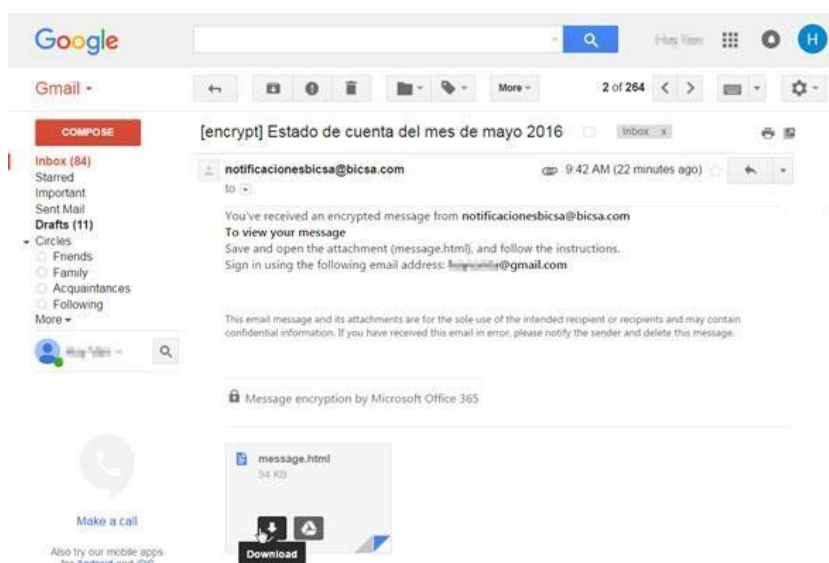 Google
Gmail
More
2 of 264
COMPOSE
[encrypt] Estado de cuenta del mes de mayo 2016
Inbox x
Inbox (84)
Starred
Important
Sent Mail
Drafts (11)
Circles
Friends
Family
Acquaintances
Following
More
notificacionesbicsa@bicsa.com
9:42 AM (22 minutes ago)
to
You've received an encrypted message from notificacionesbicsa@bicsa.com
To view your message
Save and open the attachment (message.html), and follow the instructions.
Sign in using the following email address: @gmail.com
This email message and its attachments are for the sole use of the intended recipient or recipients and may contain
confidential information. If you have received this email in error, please notify the sender and delete this message.
Message encryption by Microsoft Office 365
message.html
94 KB
Download
Make a call
Also try our mobile apps
for Android and iOS
H